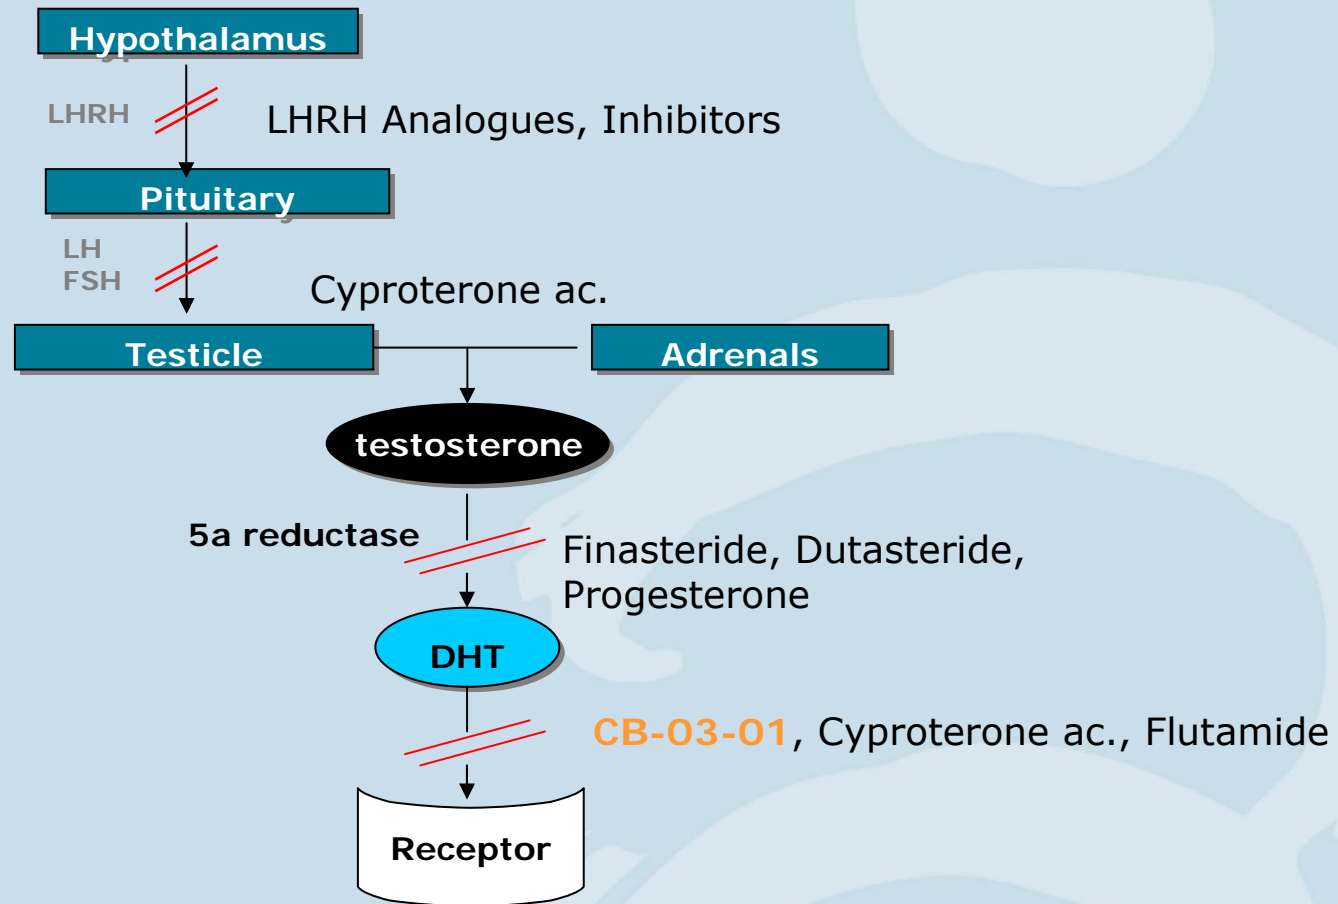 Hypothalamus
LHRH
LHRH Analogues, Inhibitors
Pituitary
LH
FSH
Cyproterone ac.
Testicle
Adrenals
testosterone
5a reductase
Finasteride, Dutasteride,
Progesterone
DHT
CB-03-01, Cyproterone ac., Flutamide
Receptor